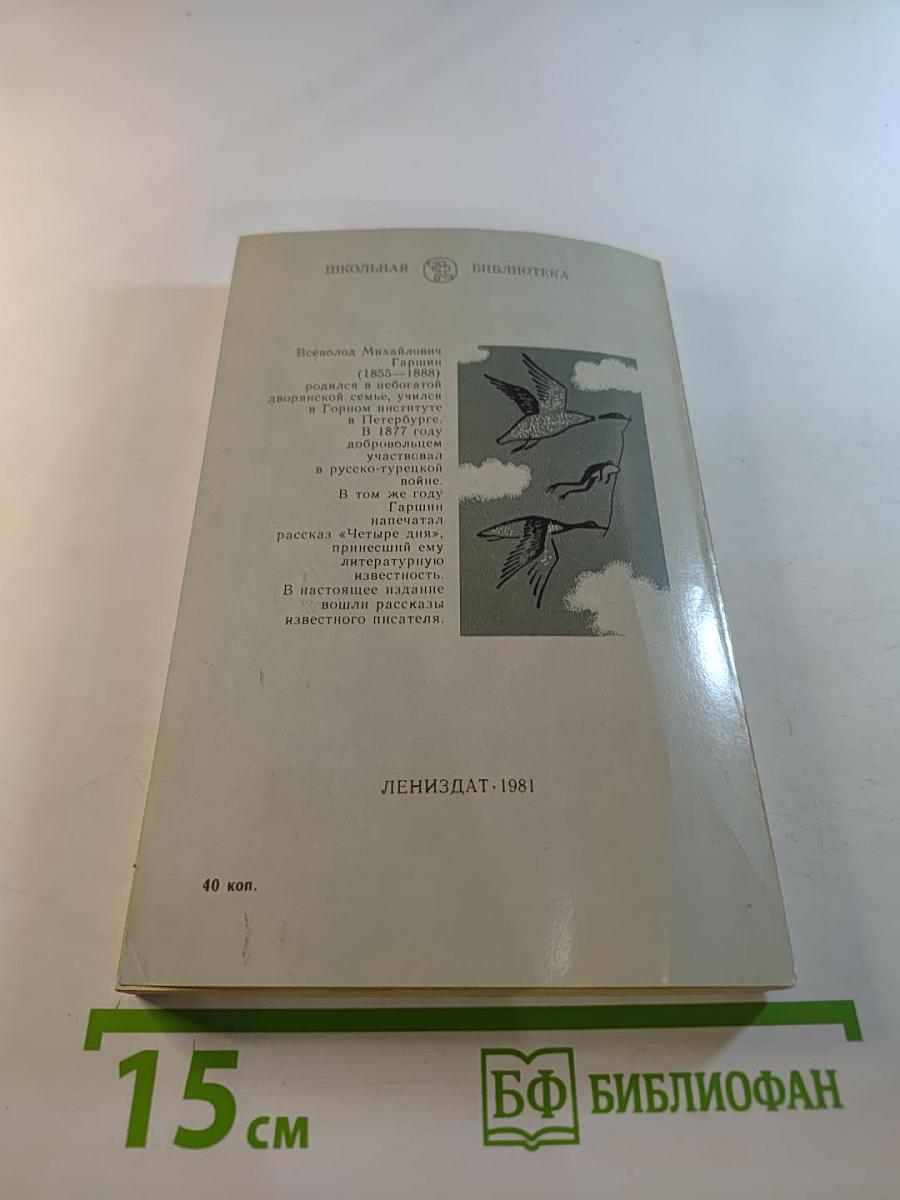 ШКОЛЬНАЯ БИБЛИОТЕКА
Всеволод Михайлович
Гаршин
(1855—1888)
родился в небогатой
дворянской семье, учился
в Горном институте
в Петербурге.
В 1877 году
добровольцем
участвовал
в русско-турецкой
войне.
В том же году
Гаршин
напечатал
рассказ «Четыре дня»,
принесший ему
литературную
известность.
В настоящее издание
вошли рассказы
известного писателя.
ЛЕНИЗДАТ · 1981
40 коп.
15 см
БФ БИБЛИОФАН